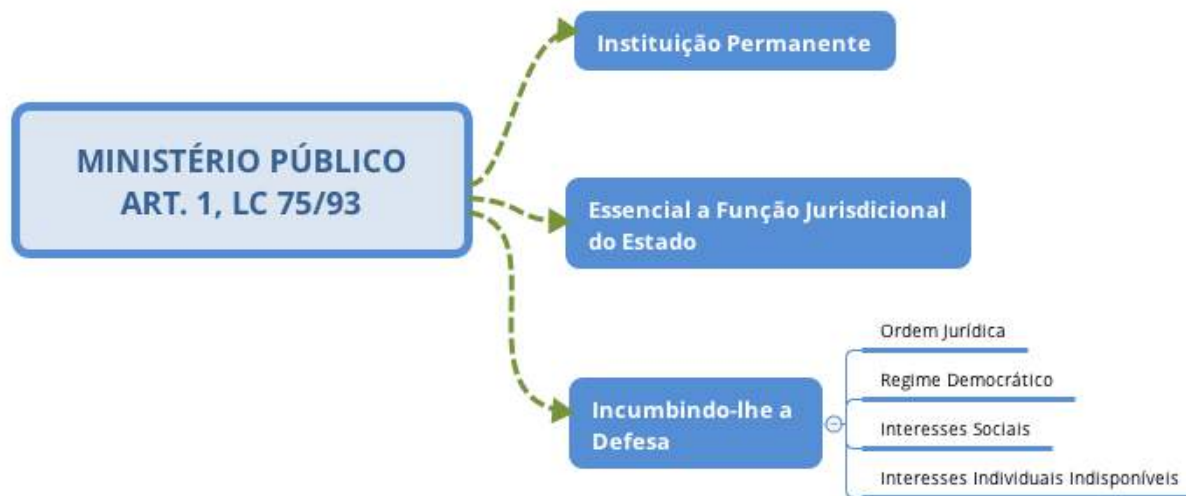 MINISTÉRIO PÚBLICO
ART. 1, LC 75/93
Instituição Permanente
Essencial a Função Jurisdicional
do Estado
Incumbindo-lhe a
Defesa
Ordem Jurídica
Regime Democrático
Interesses Sociais
Interesses Individuais Indisponíveis